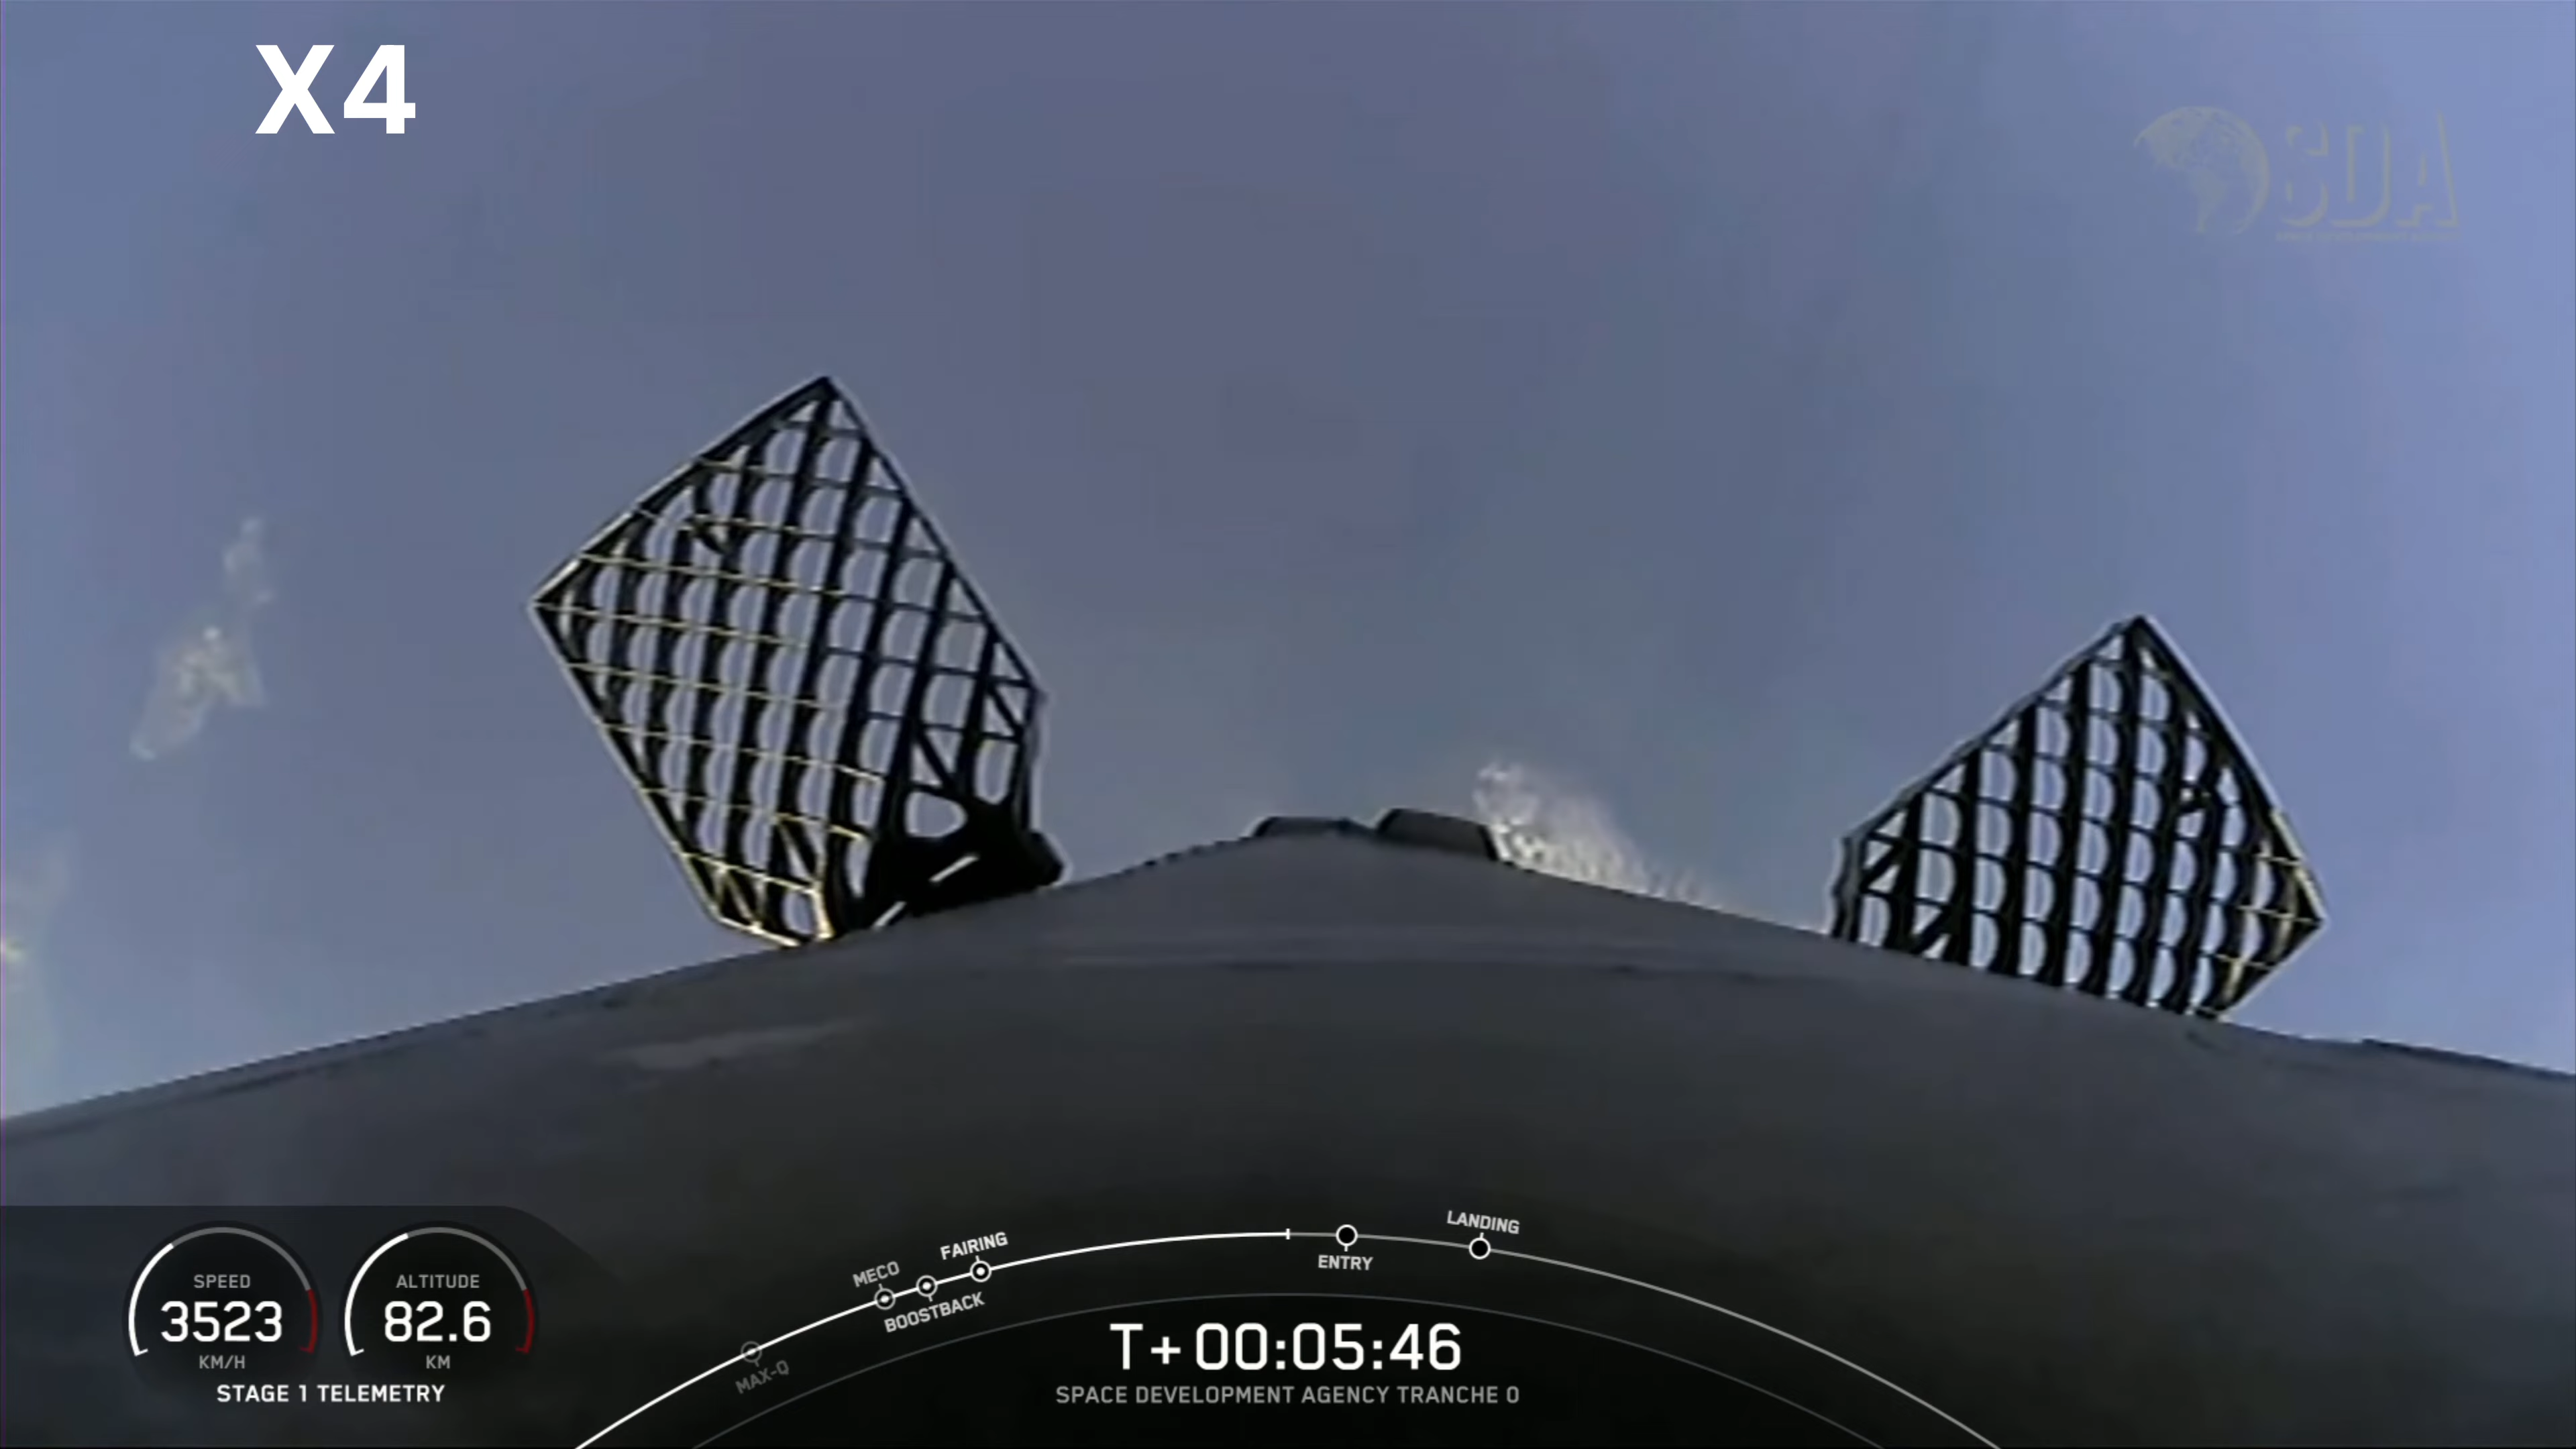 X4
SDA
FAIRING
MECO
BOOSTBACK
MAX-Q
LANDING
ENTRY
SPEED
3523
KM/H
ALTITUDE
82.6
KM
STAGE 1 TELEMETRY
T+00:05:46
SPACE DEVELOPMENT AGENCY TRANCHE 0